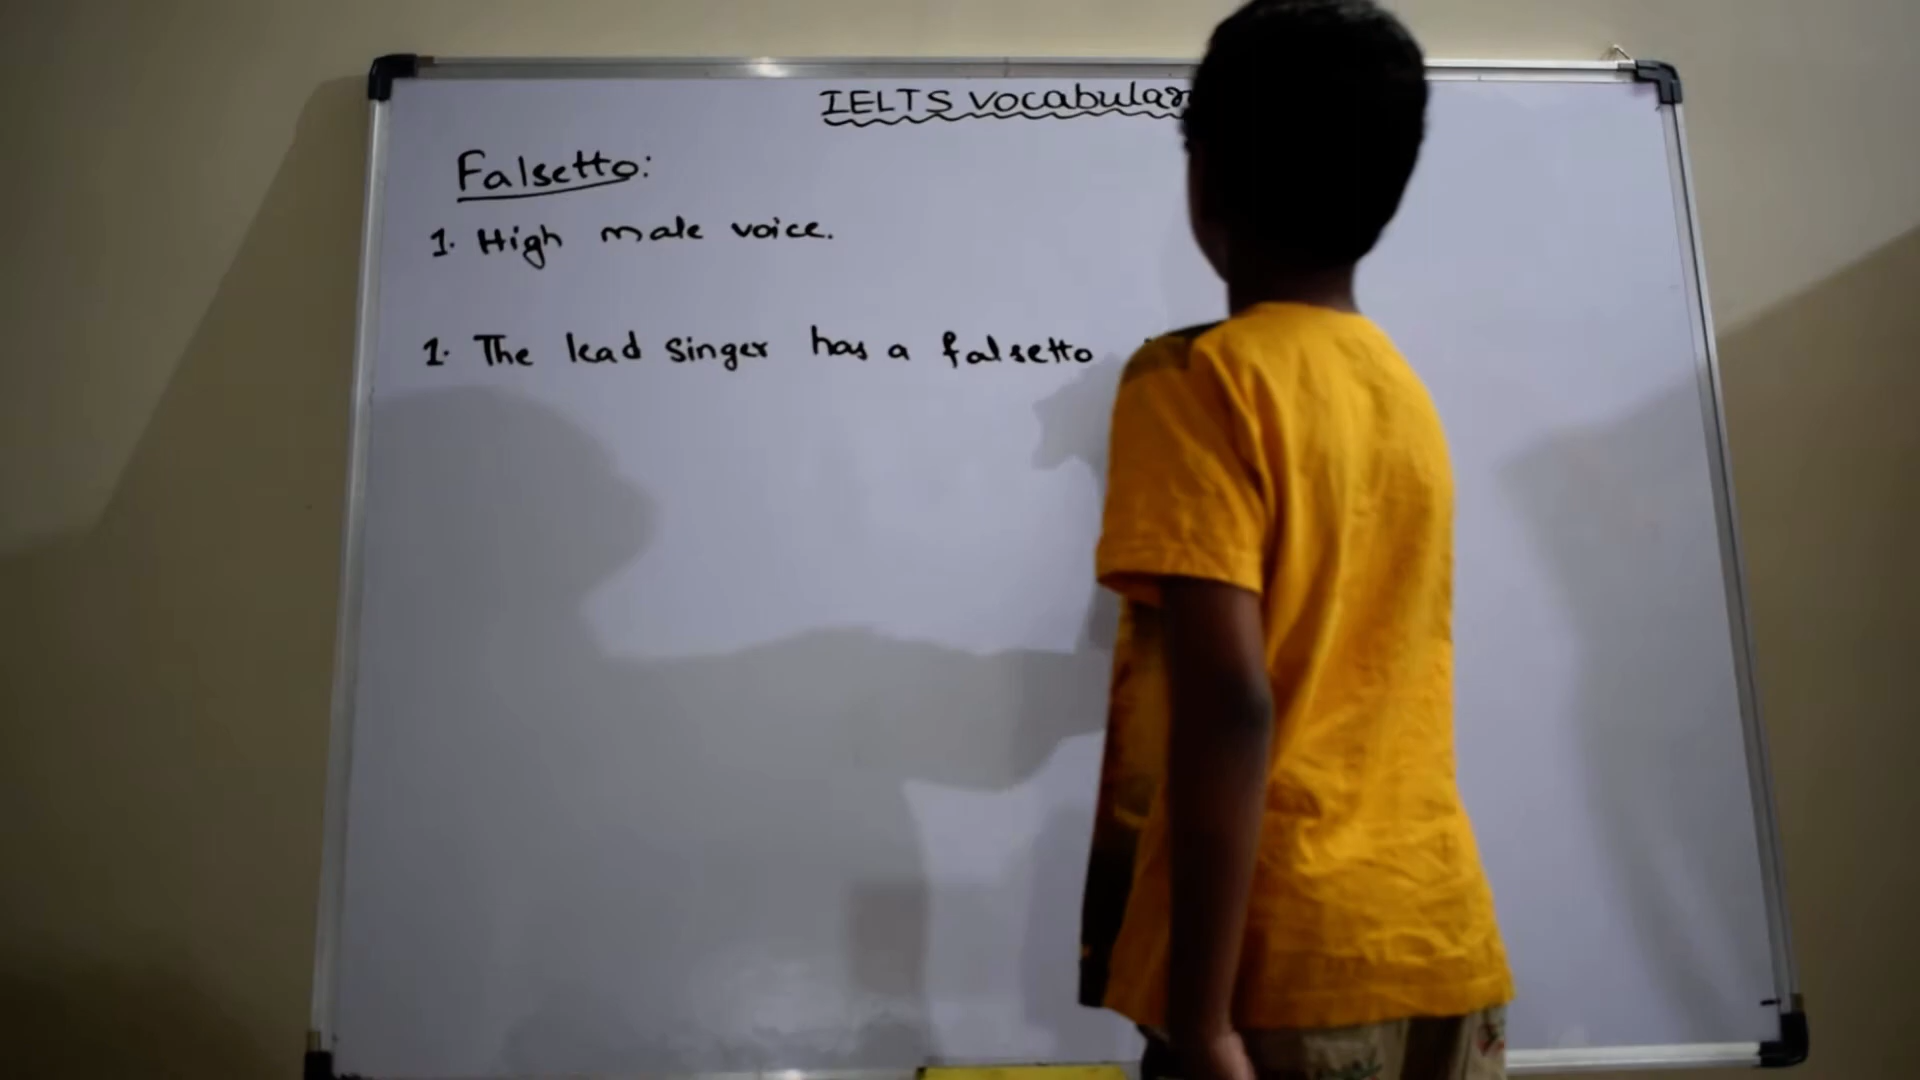 IELTS Vocabular
Falsetto:
1. High male voice.
1. The lead singer has a falsetto